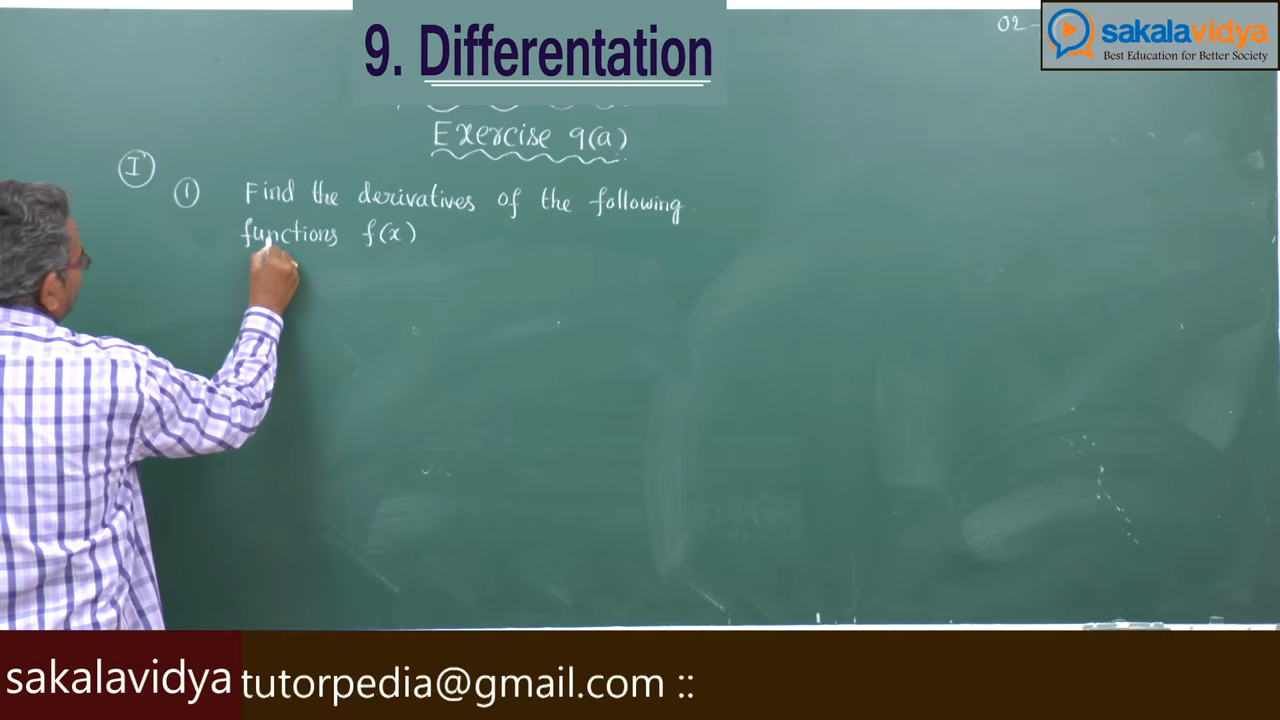 9. Differentation
02-
sakalavidya
Best Education for Better Society
Exercise 9(a)
I
1 Find the derivatives of the following
functions f(x)
sakalavidya tutorpedia@gmail.com ::